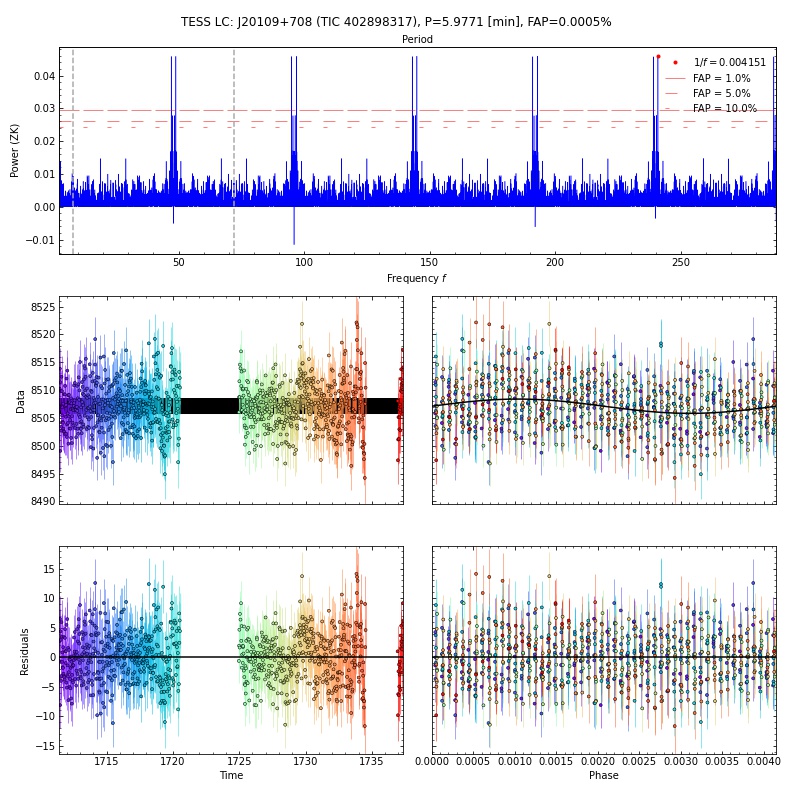 TESS LC: J20109+708 (TIC 402898317), P=5.9771 [min], FAP=0.0005%
Period
Power (ZK)
0.04
0.03
0.02
0.01
0.00
−0.01
1/f = 0.004151
FAP = 1.0%
FAP = 5.0%
FAP = 10.0%
50 100 150 200 250
Frequency f
Data
8525
8520
8515
8510
8505
8500
8495
8490
Residuals
15
10
5
0
−5
−10
−15
1715 1720 1725 1730 1735
Time
0.0000 0.0005 0.0010 0.0015 0.0020 0.0025 0.0030 0.0035 0.0040
Phase